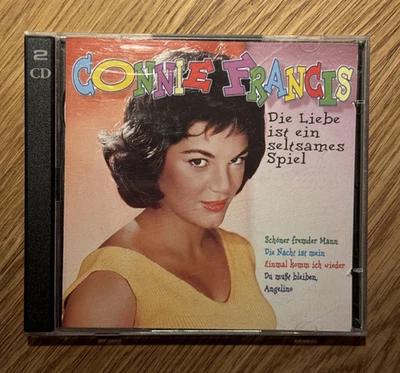 2
CD
CONNIE FRANCIS
Die Liebe
ist ein
seltsames
Spiel
Schöner fremder Mann
Die Nacht ist mein
Einmal komm ich wieder
Du mußt bleiben,
Angelino